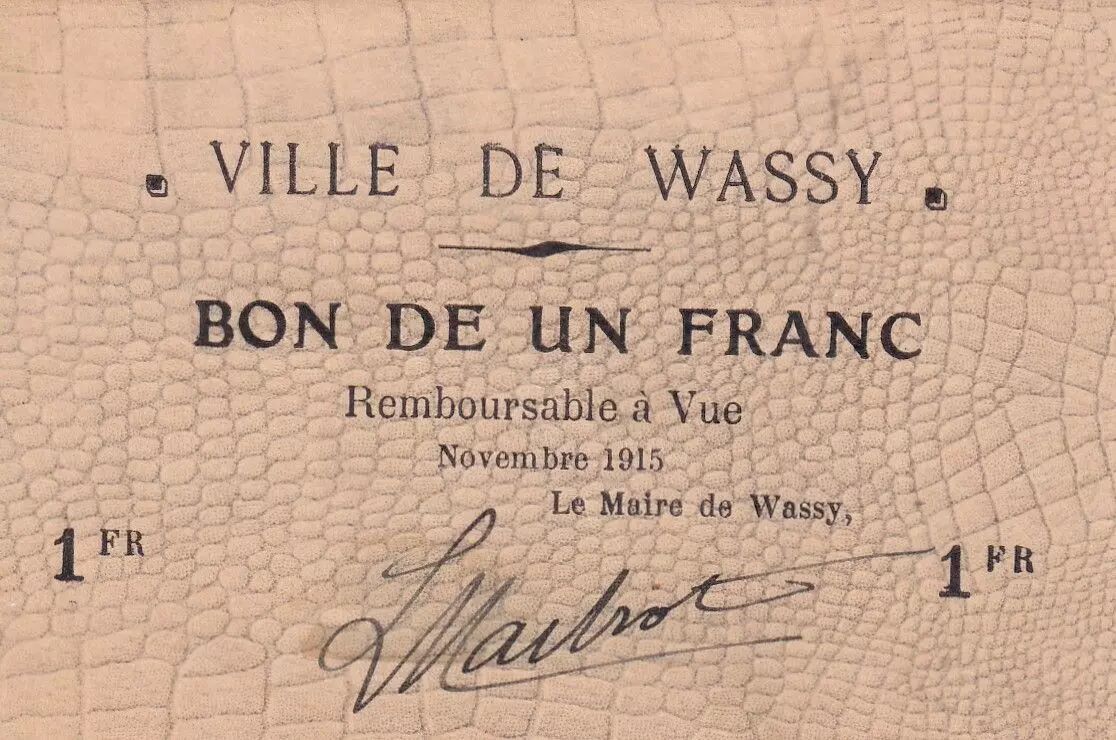 VILLE DE WASSY
BON DE UN FRANC
Remboursable à Vue
Novembre 1915
Le Maire de Wassy,
1 FR
1 FR